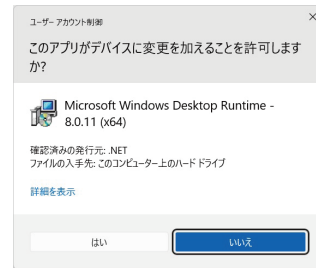 ユーザー アカウント制御
このアプリがデバイスに変更を加えることを許可します
か?
Microsoft Windows Desktop Runtime -
8.0.11 (x64)
確認済みの発行元: .NET
ファイルの入手先: このコンピューター上のハード ドライブ
詳細を表示
はい
いいえ